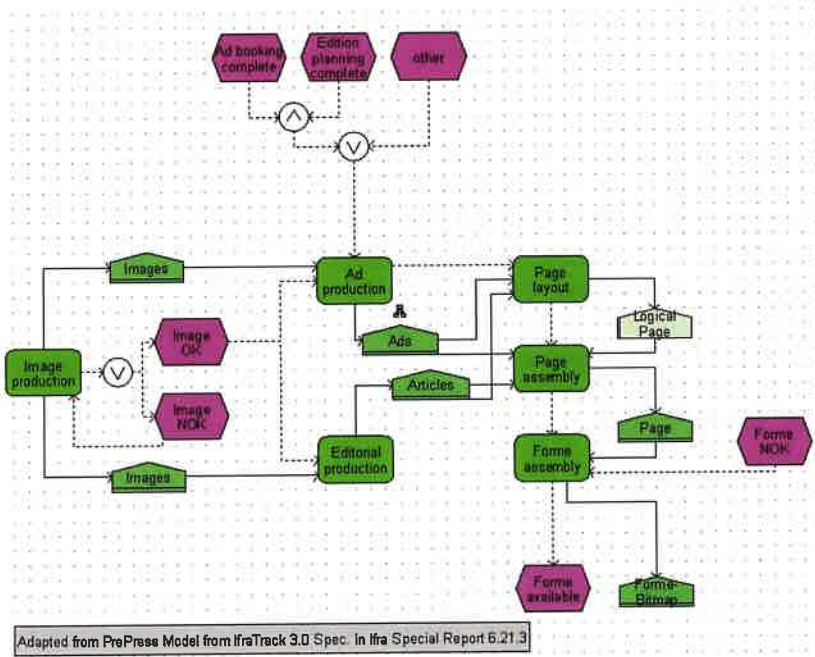 Ad booking
complete
Edition
planning
complete
other
Images
Ad
production
Page
layout
Logical
Page
Ads
Image
OK
Image
production
Page
assembly
Articles
Image
NOK
Page
Forme
NOK
Editorial
production
Forme
assembly
Images
Forme
available
Forme-
Bitmap
Adapted from PrePress Model from IfraTrack 3.0 Spec. in Ifra Special Report 6.21.3